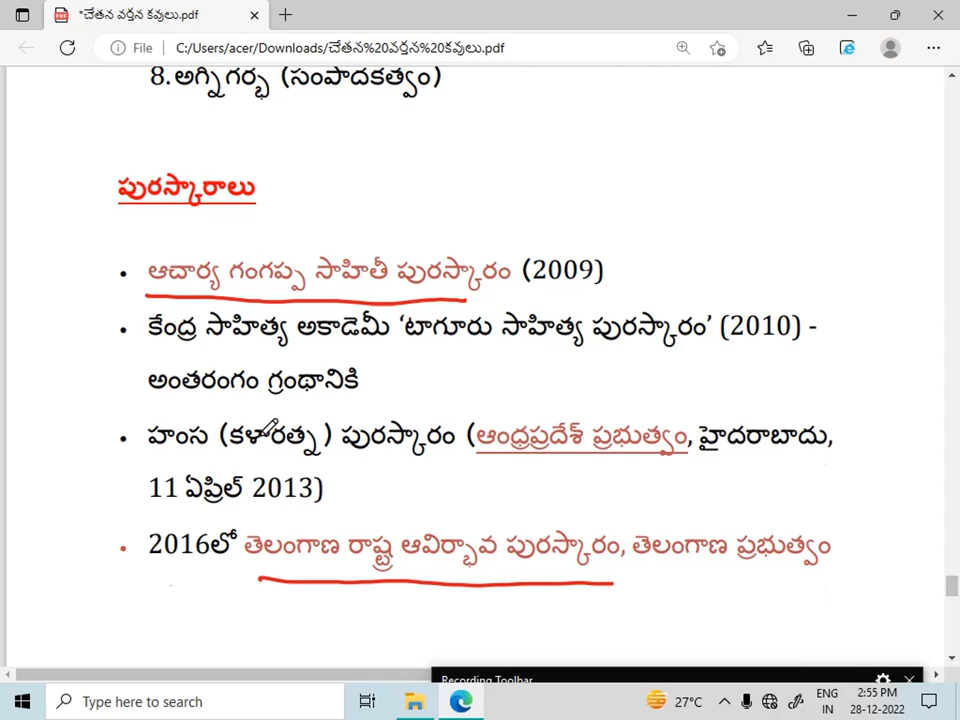 *చేతన వర్తన కవులు.pdf
File
C:/Users/acer/Downloads/చేతన%20వర్తన%20కవులు.pdf
8.అగ్నిగర్భ (సంపాదకత్వం)
పురస్కారాలు
• ఆచార్య గంగప్ప సాహితీ పురస్కారం (2009)
• కేంద్ర సాహిత్య అకాడెమీ ‘టాగూరు సాహిత్య పురస్కారం’ (2010) -
అంతరంగం గ్రంథానికి
• హంస (కళారత్న) పురస్కారం (ఆంధ్రప్రదేశ్ ప్రభుత్వం, హైదరాబాదు,
11 ఏప్రిల్ 2013)
• 2016లో తెలంగాణ రాష్ట్ర ఆవిర్భావ పురస్కారం, తెలంగాణ ప్రభుత్వం
Recording Toolbar
Type here to search
27°C
ENG
IN
2:55 PM
28-12-2022